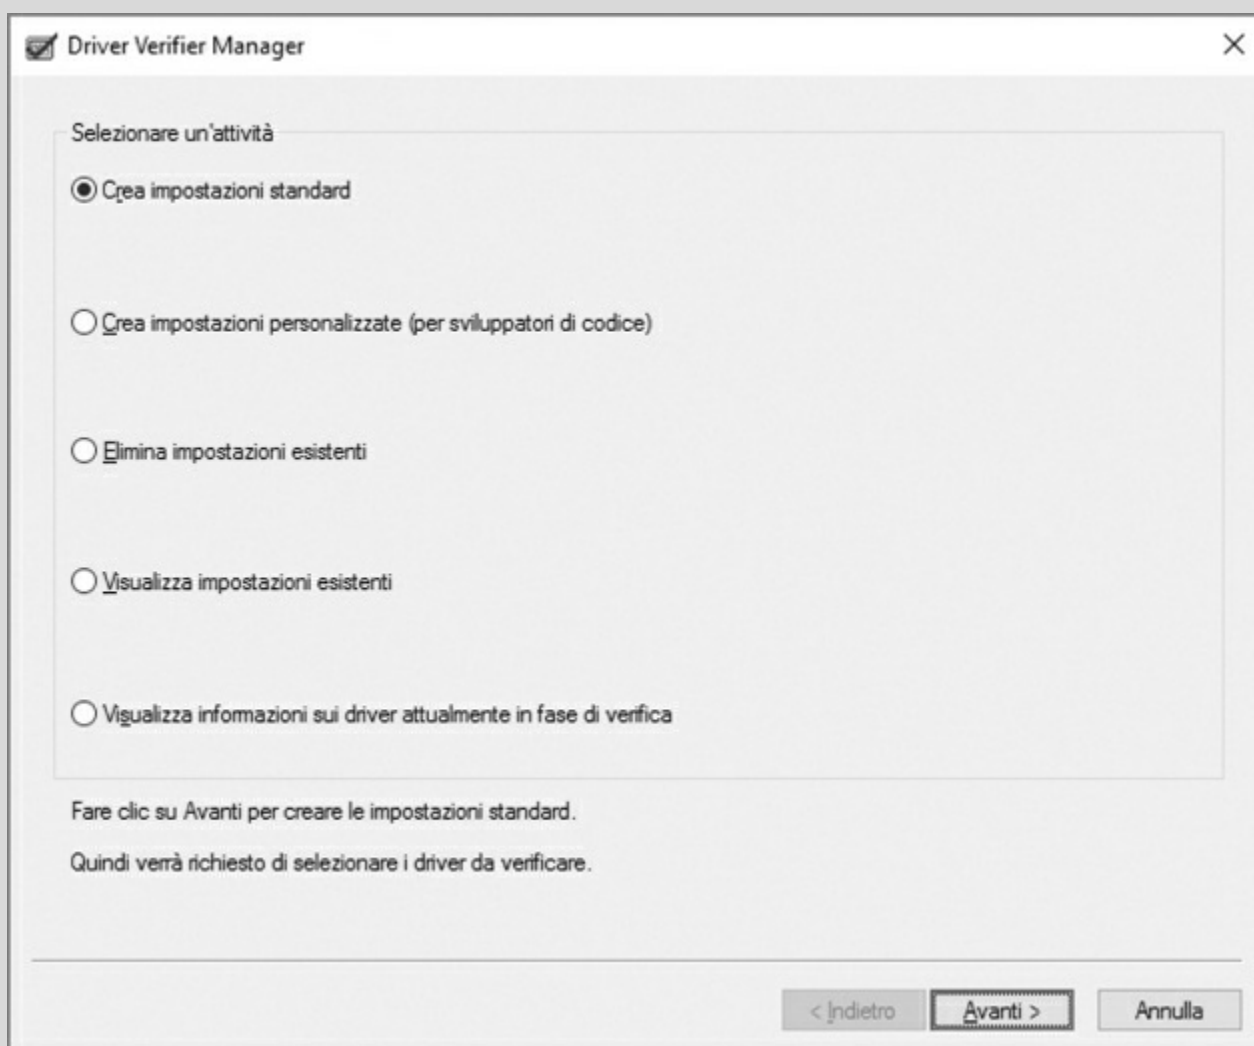 Driver Verifier Manager
Selezionare un'attività
Crea impostazioni standard
Crea impostazioni personalizzate (per sviluppatori di codice)
Elimina impostazioni esistenti
Visualizza impostazioni esistenti
Visualizza informazioni sui driver attualmente in fase di verifica
Fare clic su Avanti per creare le impostazioni standard.
Quindi verrà richiesto di selezionare i driver da verificare.
< Indietro
Avanti >
Annulla